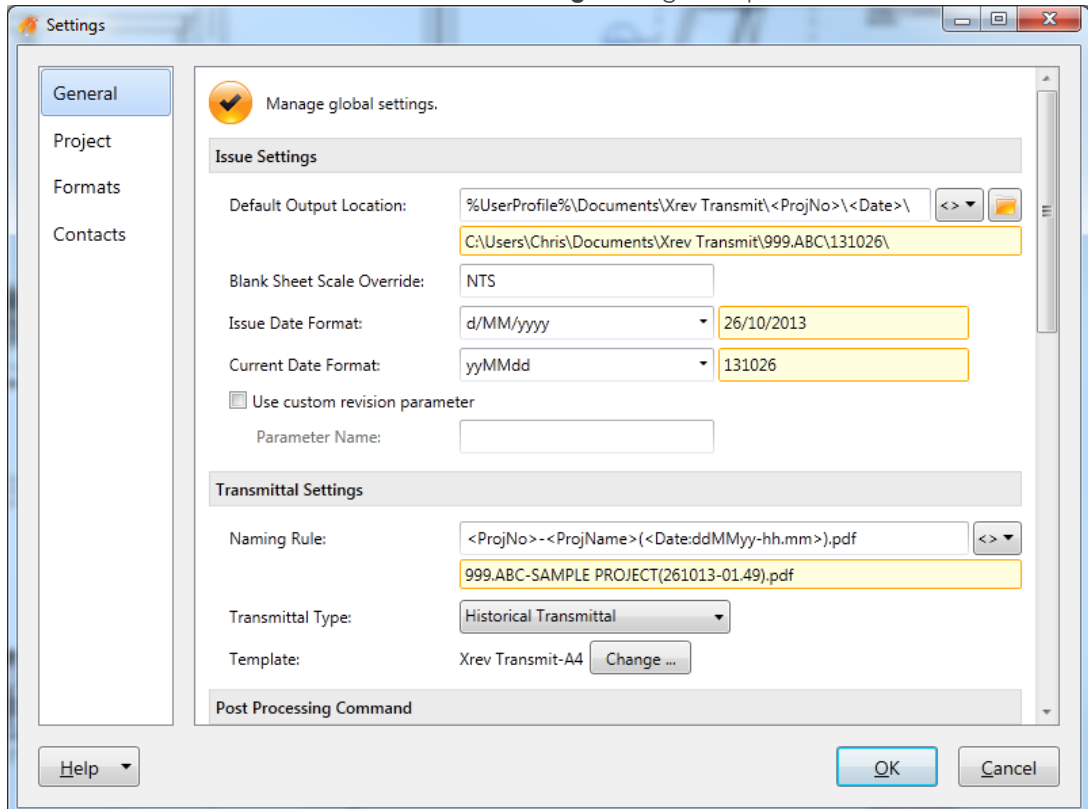 Settings
General
Project
Formats
Contacts
Manage global settings.
Issue Settings
Default Output Location: %UserProfile%\Documents\Xrev Transmit\<ProjNo>\<Date>\ <>
C:\Users\Chris\Documents\Xrev Transmit\999.ABC\131026\
Blank Sheet Scale Override: NTS
Issue Date Format: d/MM/yyyy 26/10/2013
Current Date Format: yyMMdd 131026
Use custom revision parameter
Parameter Name:
Transmittal Settings
Naming Rule: <ProjNo>-<ProjName>(<Date:ddMMyy-hh.mm>).pdf <>
999.ABC-SAMPLE PROJECT(261013-01.49).pdf
Transmittal Type: Historical Transmittal
Template: Xrev Transmit-A4 Change ...
Post Processing Command
Help OK Cancel